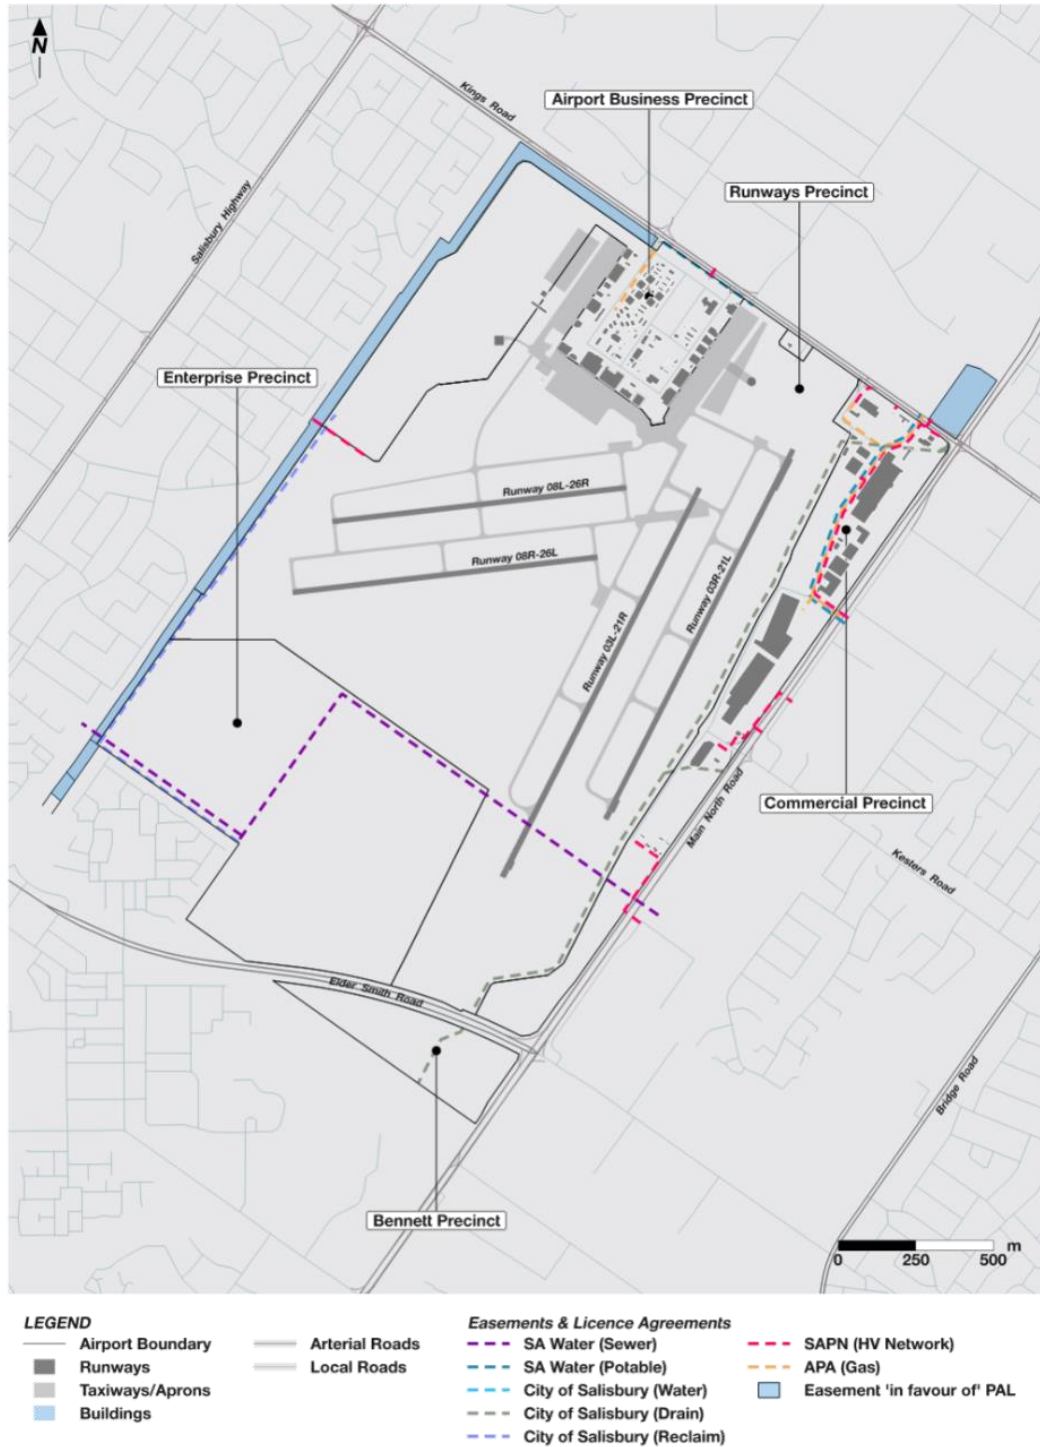 N
Kings Road
Airport Business Precinct
Runways Precinct
Salisbury Highway
Enterprise Precinct
Runway 08L-26R
Runway 08R-26L
Runway 03R-21L
Runway 03L-21R
Commercial Precinct
Main North Road
Kesters Road
Elder Smith Road
Bridge Road
Bennett Precinct
m
0 250 500
LEGEND
Airport Boundary
Runways
Taxiways/Aprons
Buildings
Arterial Roads
Local Roads
Easements & Licence Agreements
SA Water (Sewer)
SA Water (Potable)
City of Salisbury (Water)
City of Salisbury (Drain)
City of Salisbury (Reclaim)
SAPN (HV Network)
APA (Gas)
Easement 'in favour of' PAL